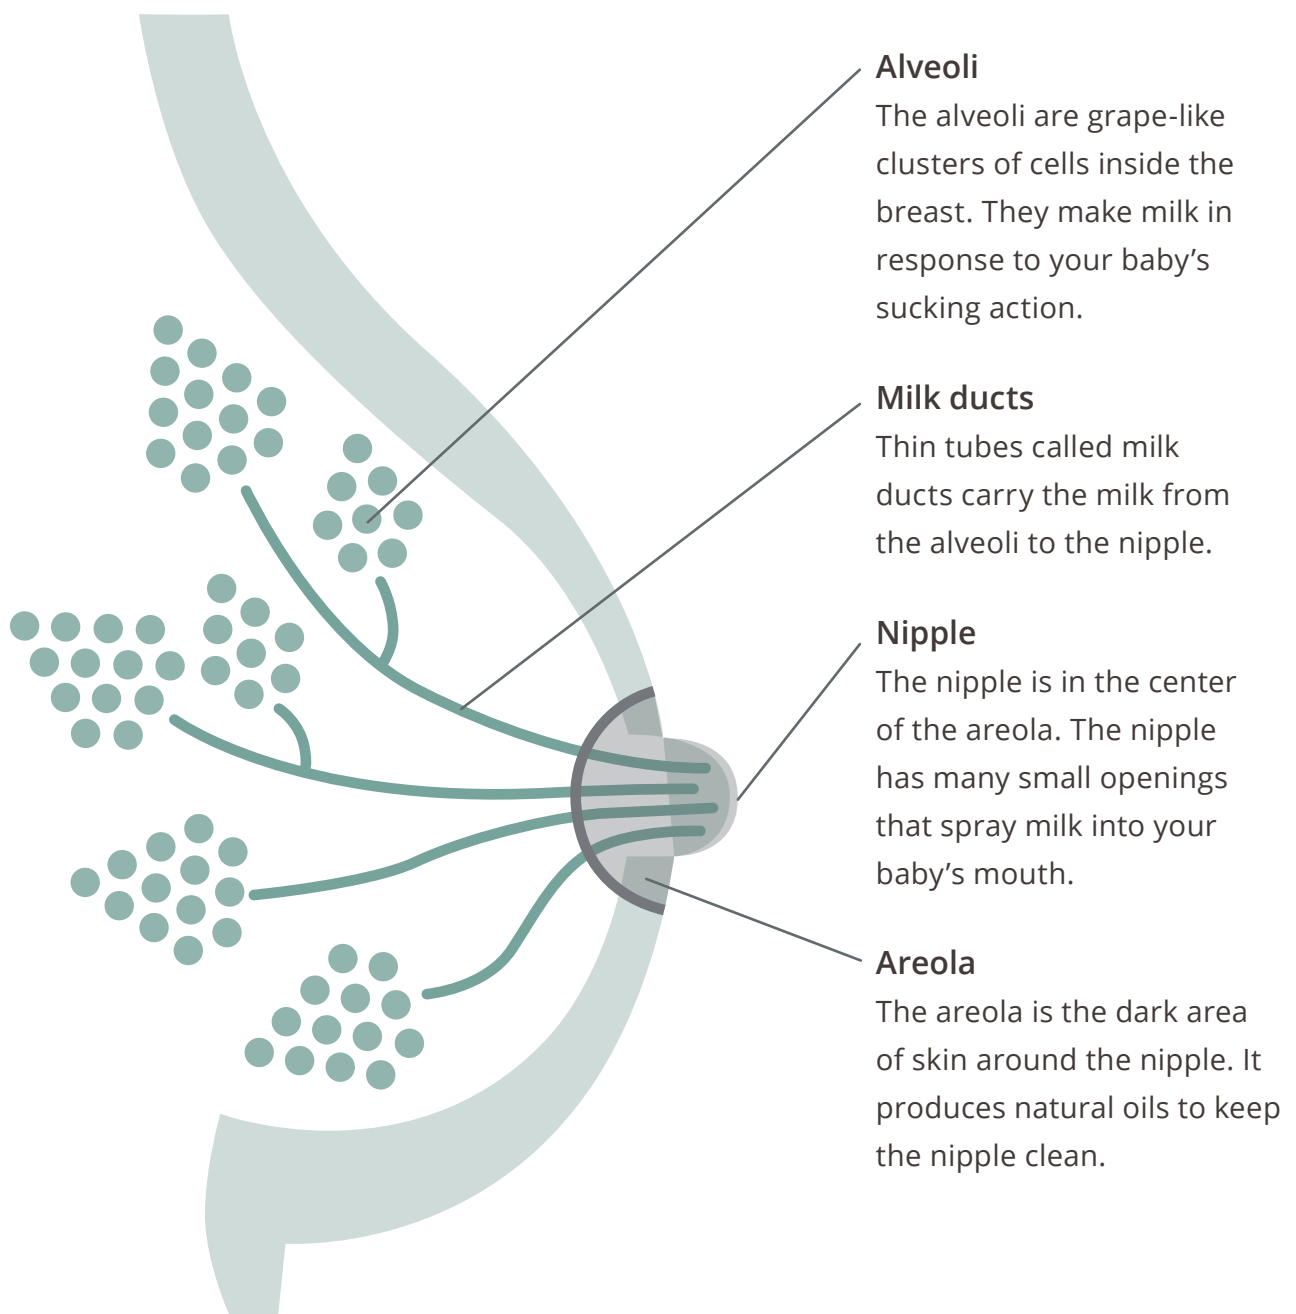 Alveoli
The alveoli are grape-like
clusters of cells inside the
breast. They make milk in
response to your baby’s
sucking action.
Milk ducts
Thin tubes called milk
ducts carry the milk from
the alveoli to the nipple.
Nipple
The nipple is in the center
of the areola. The nipple
has many small openings
that spray milk into your
baby’s mouth.
Areola
The areola is the dark area
of skin around the nipple. It
produces natural oils to keep
the nipple clean.